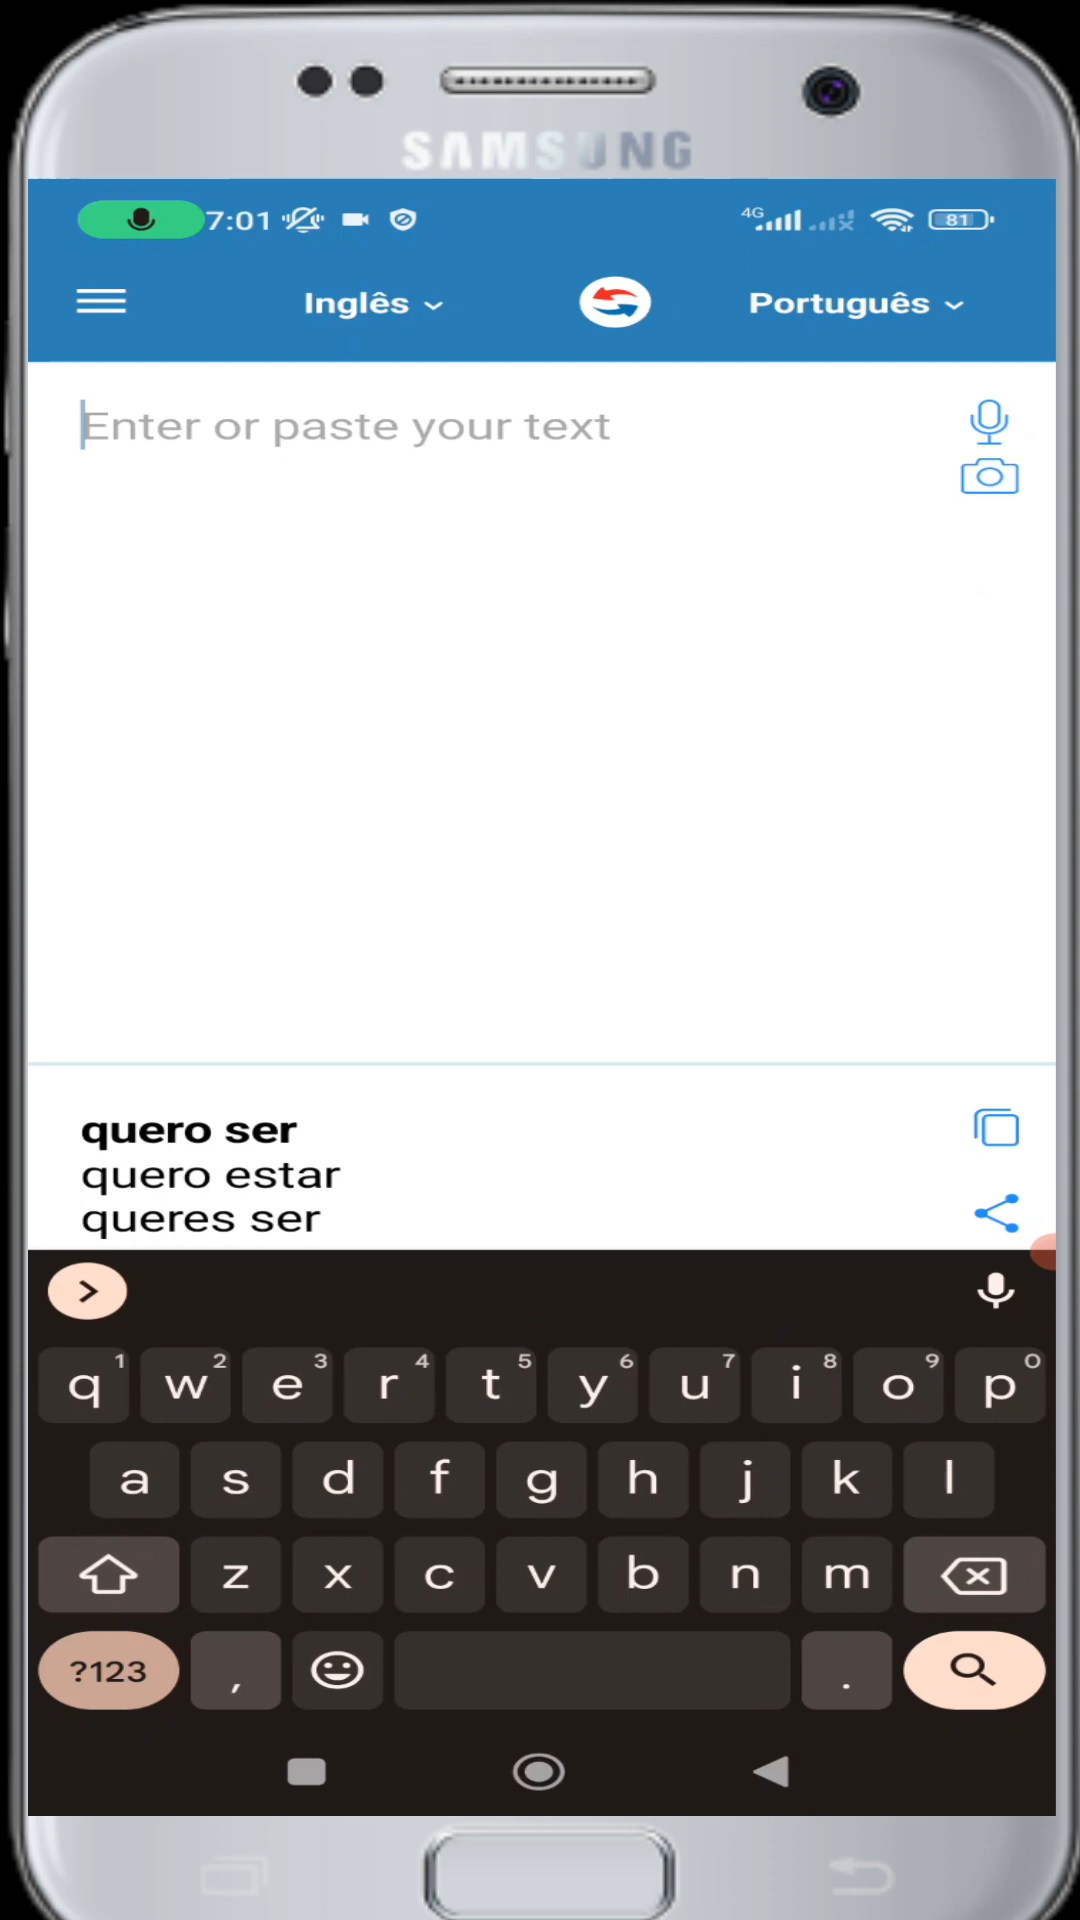 SAMSUNG
7:01 4G 81
Inglês Português
Enter or paste your text
quero ser
quero estar
queres ser
1 2 3 4 5 6 7 8 9 0
q w e r t y u i o p
a s d f g h j k l
z x c v b n m
?123 , .